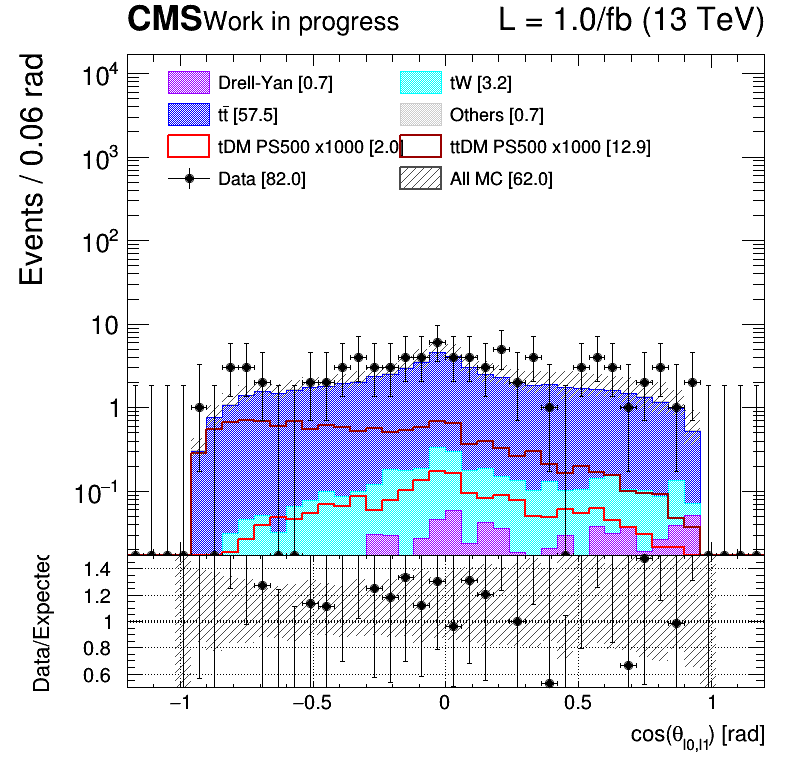 CMS Work in progress L = 1.0/fb (13 TeV)
Events / 0.06 rad
10⁴
10³
10²
10
1
10⁻¹
Drell-Yan [0.7] tW [3.2]
tt̄ [57.5] Others [0.7]
tDM PS500 x1000 [2.0 ttDM PS500 x1000 [12.9]
Data [82.0] All MC [62.0]
Data/Expected
1.4
1.2
1
0.8
0.6
−1 −0.5 0 0.5 1
cos(θl0,l1) [rad]